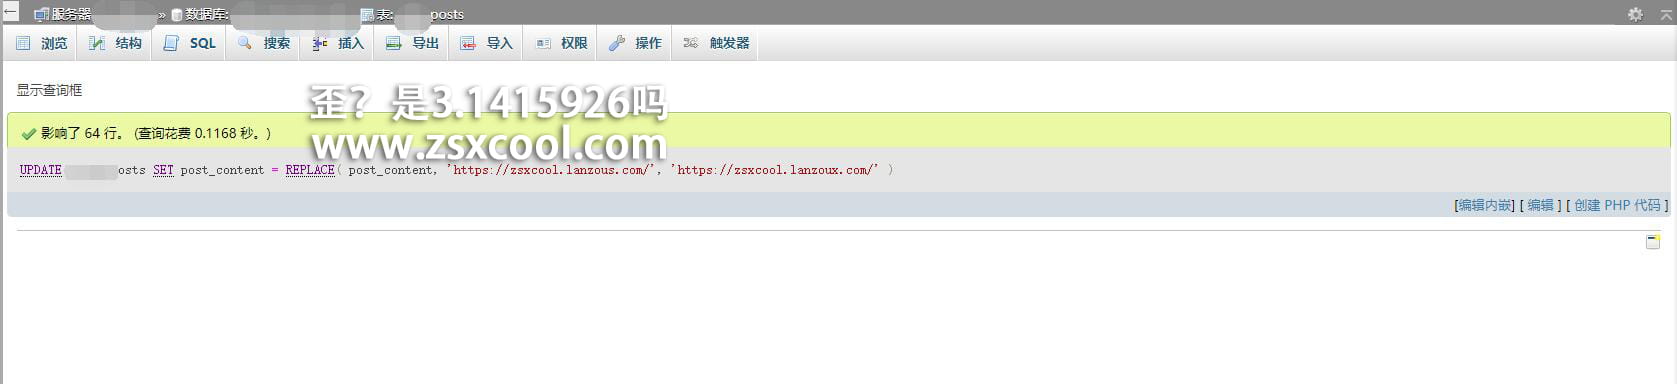 服务器 » 数据库: 表: posts
浏览 结构 SQL 搜索 插入 导出 导入 权限 操作 触发器
显示查询框
歪？是3.1415926吗
影响了 64 行。 (查询花费 0.1168 秒。)
www.zsxcool.com
UPDATE osts SET post_content = REPLACE( post_content, 'https://zsxcool.lanzous.com/', 'https://zsxcool.lanzoux.com/' )
[编辑内嵌] [ 编辑 ] [ 创建 PHP 代码 ]